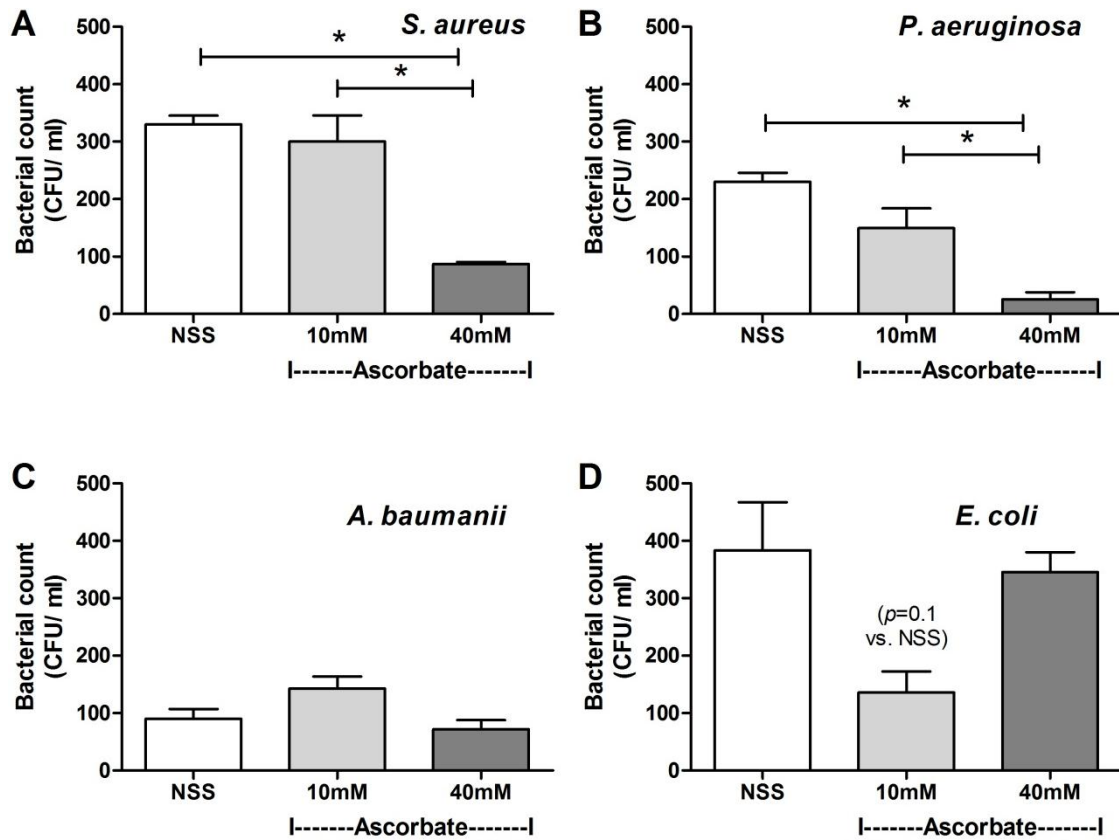 A
S. aureus
Bacterial count
(CFU/ ml)
500
400
300
200
100
0
*
*
NSS
10mM
40mM
I-------Ascorbate-------I
B
P. aeruginosa
Bacterial count
(CFU/ ml)
500
400
300
200
100
0
*
*
NSS
10mM
40mM
I-------Ascorbate-------I
C
A. baumanii
Bacterial count
(CFU/ ml)
500
400
300
200
100
0
NSS
10mM
40mM
I-------Ascorbate-------I
D
E. coli
Bacterial count
(CFU/ ml)
500
400
300
200
100
0
(p=0.1
vs. NSS)
NSS
10mM
40mM
I-------Ascorbate-------I